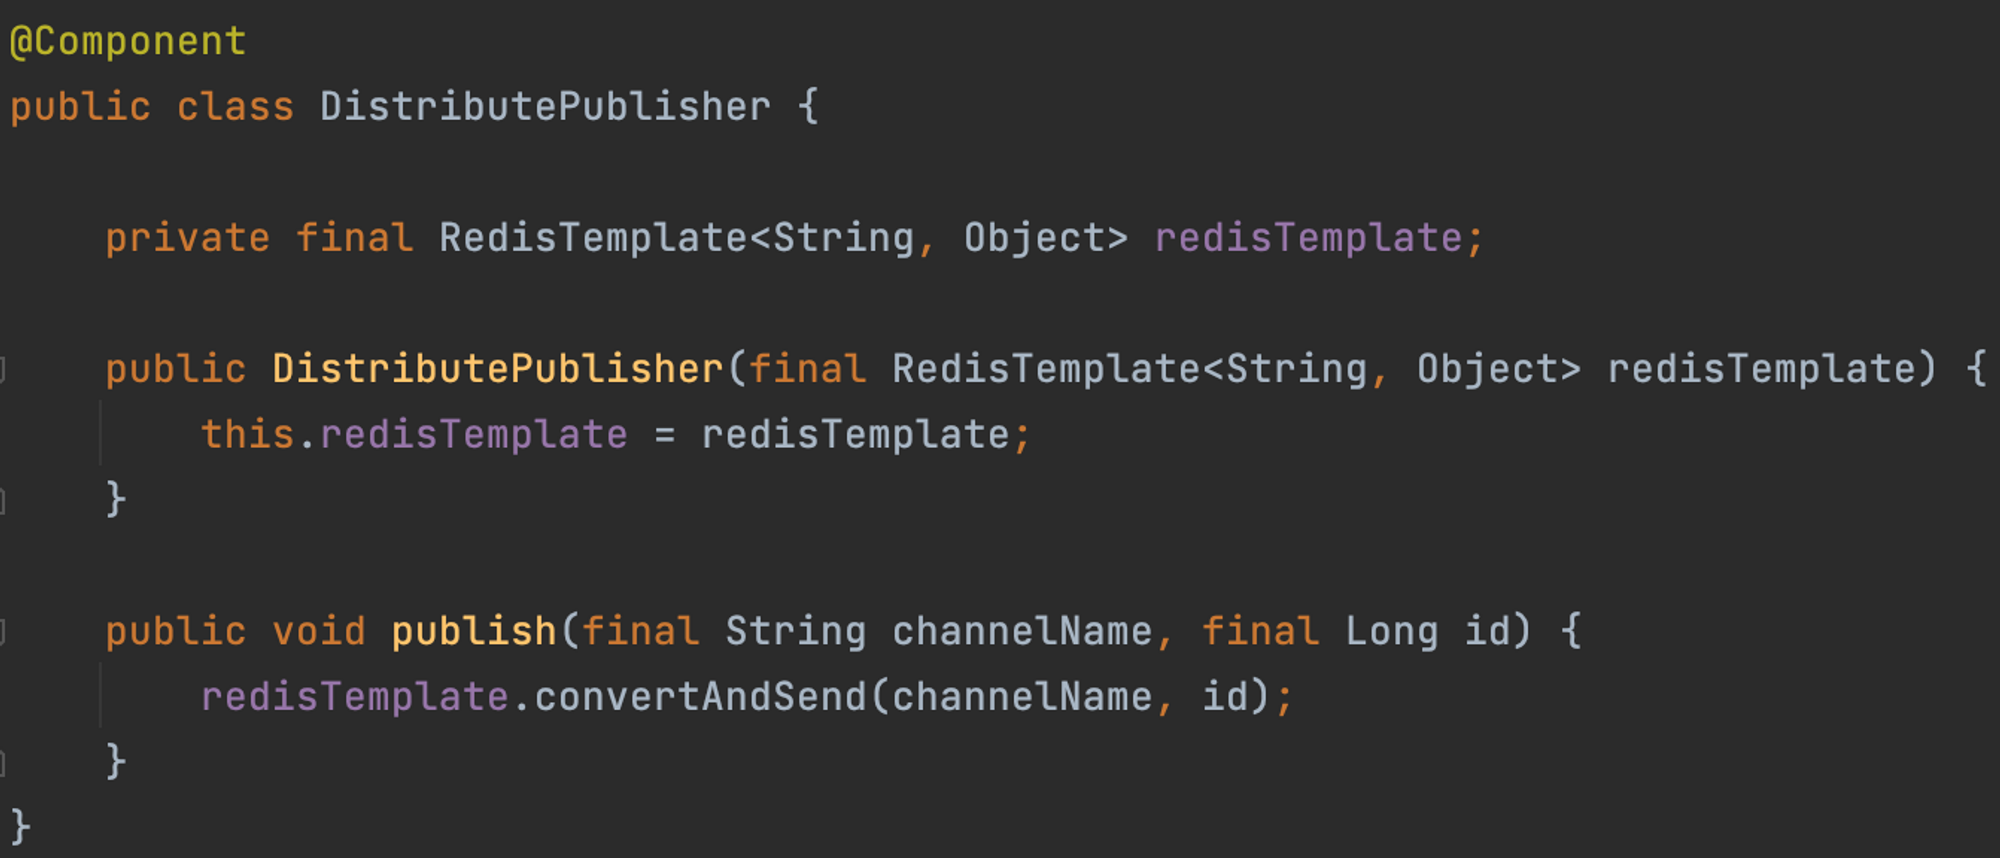 @Component
public class DistributePublisher {
    private final RedisTemplate<String, Object> redisTemplate;
    public DistributePublisher(final RedisTemplate<String, Object> redisTemplate) {
        this.redisTemplate = redisTemplate;
    }
    public void publish(final String channelName, final Long id) {
        redisTemplate.convertAndSend(channelName, id);
    }
}